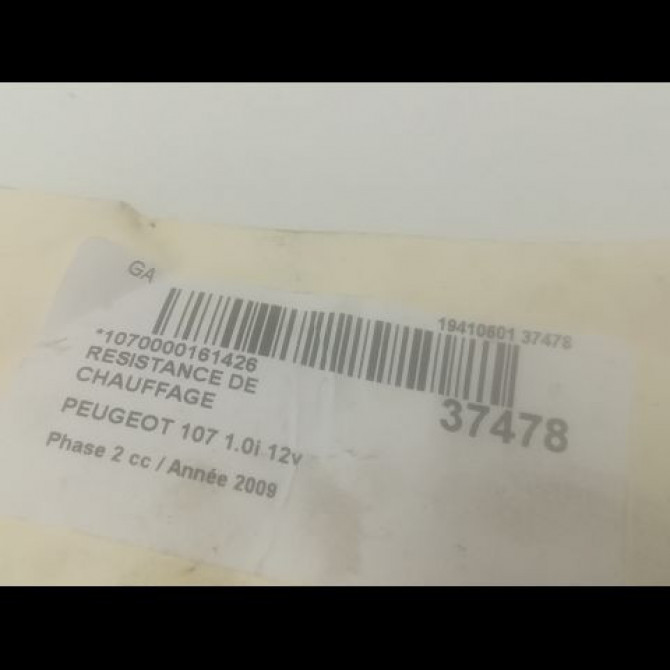 GA
19410601 37478
*1070000161426
37478
RESISTANCE DE
CHAUFFAGE
PEUGEOT 107 1.0i 12v
Phase 2 cc / Année 2009